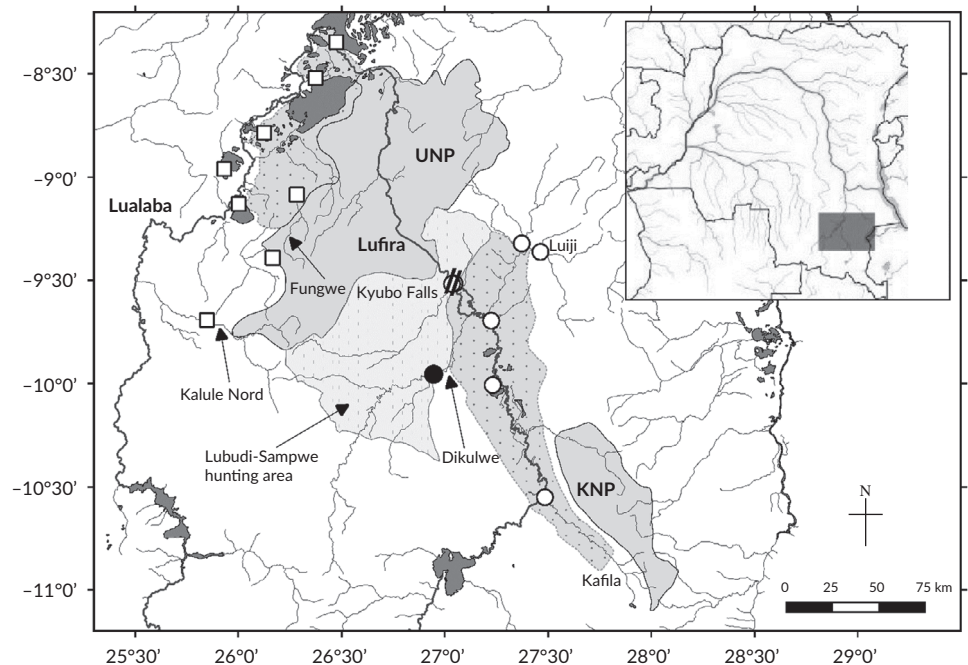 −8°30′
−9°0′
−9°30′
−10°0′
−10°30′
−11°0′
UNP
Lualaba
Lufira
Luiji
Fungwe
Kyubo Falls
Kalule Nord
Lubudi-Sampwe
hunting area
Dikulwe
KNP
Kafila
N
0 25 50 75 km
25°30′ 26°0′ 26°30′ 27°0′ 27°30′ 28°0′ 28°30′ 29°0′